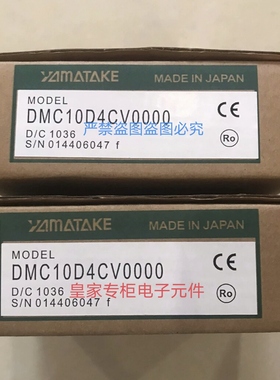 YAMATAKE MADE IN JAPAN
MODEL
DMC10D4CV0000
严禁盗图盗图必究
D/C 1036
S/N 014406047 f
CE
Ro
YAMATAKE MADE IN JAPAN
MODEL
DMC10D4CV0000
D/C 1036
S/N 014406047 f
皇家专柜电子元件
CE
Ro